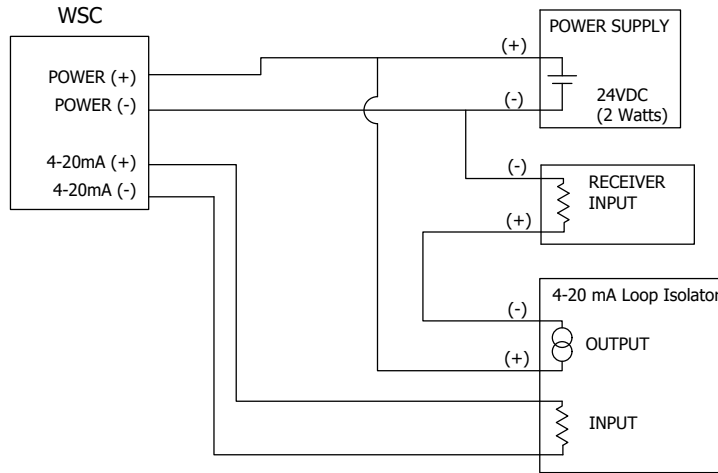 WSC
POWER (+)
POWER (-)
4-20mA (+)
4-20mA (-)
(+)
POWER SUPPLY
(-)
24VDC
(2 Watts)
(-)
RECEIVER
INPUT
(+)
4-20 mA Loop Isolator
(-)
OUTPUT
(+)
INPUT